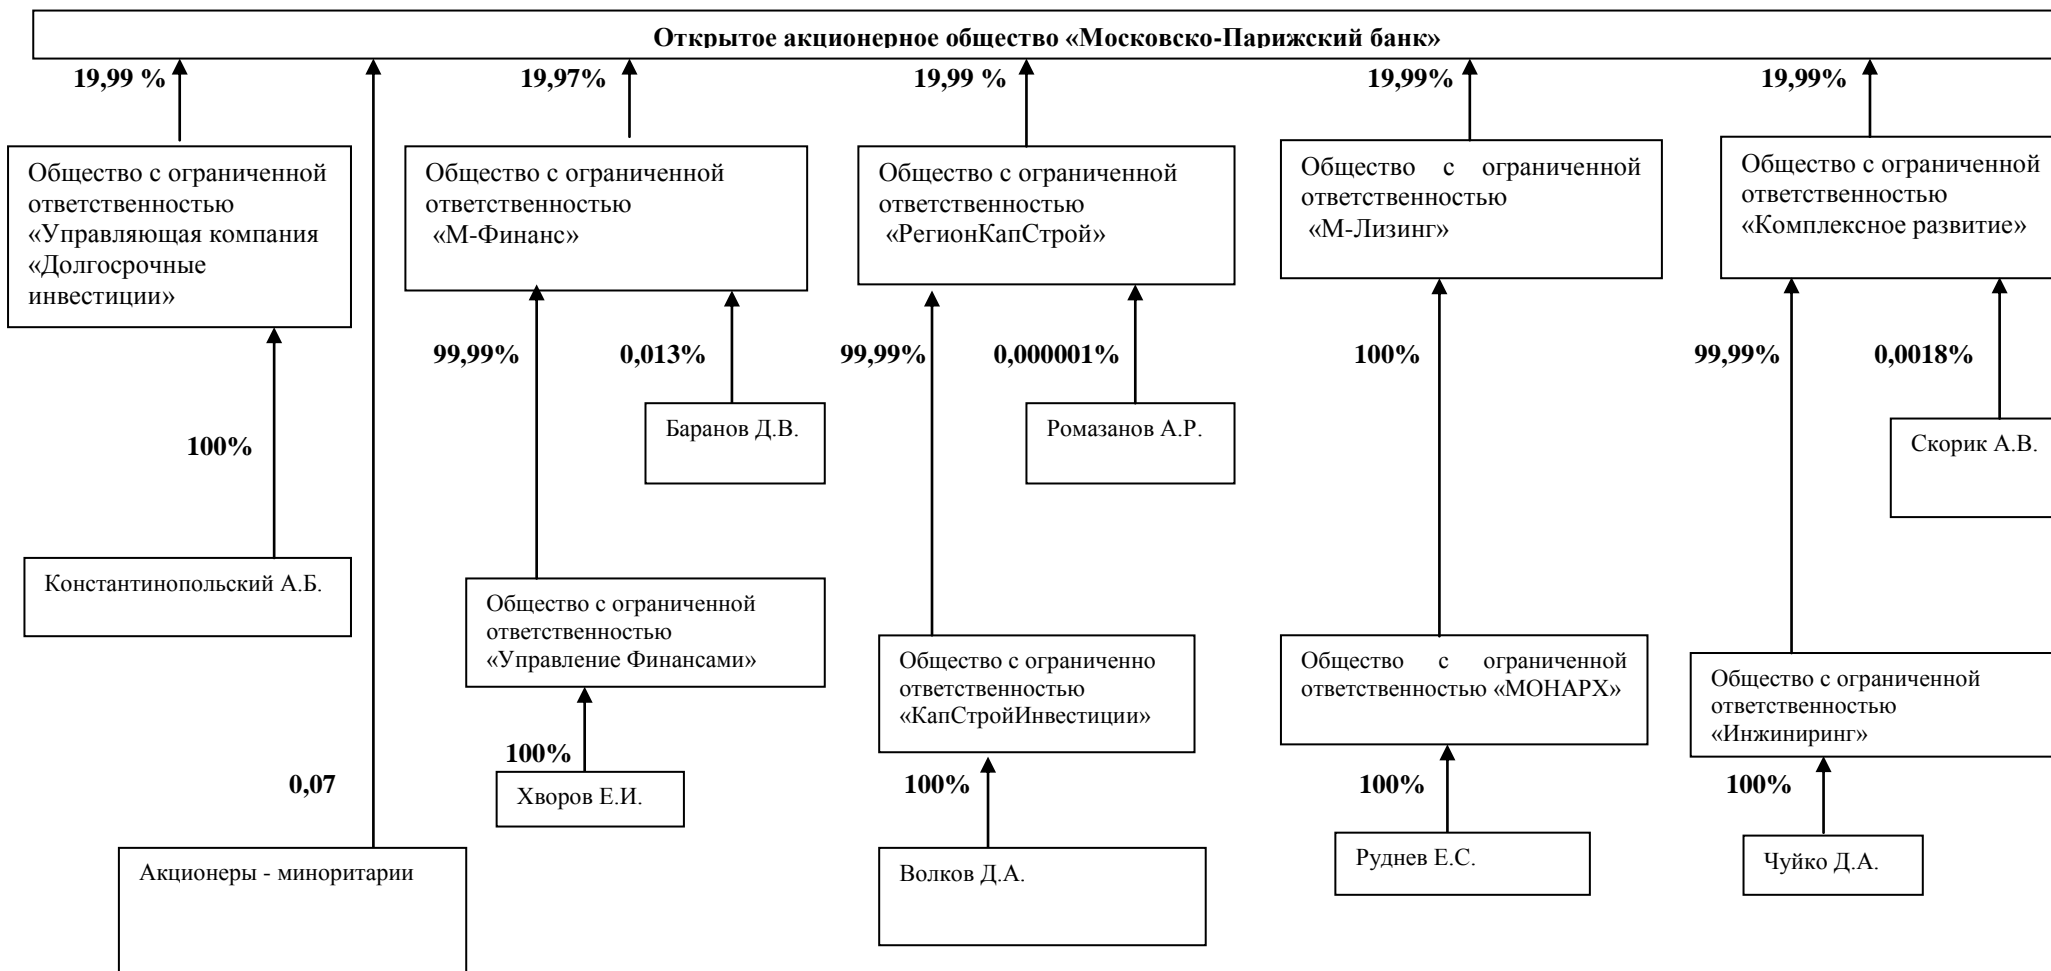 Открытое акционерное общество «Московско-Парижский банк»
19,99 %
19,97%
19,99 %
19,99%
19,99%
Общество с ограниченной
ответственностью
«Управляющая компания
«Долгосрочные
инвестиции»
Общество с ограниченной
ответственностью
«М-Финанс»
Общество с ограниченной
ответственностью
«РегионКапСтрой»
Общество с ограниченной
ответственностью
«М-Лизинг»
Общество с ограниченной
ответственностью
«Комплексное развитие»
99,99%
0,013%
99,99%
0,000001%
100%
99,99%
0,0018%
100%
Баранов Д.В.
Ромазанов А.Р.
Скорик А.В.
Константинопольский А.Б.
Общество с ограниченной
ответственностью
«Управление Финансами»
Общество с ограниченно
ответственностью
«КапСтройИнвестиции»
Общество с ограниченной
ответственностью «МОНАРХ»
Общество с ограниченной
ответственностью
«Инжиниринг»
0,07
100%
100%
100%
100%
Хворов Е.И.
Акционеры - миноритарии
Волков Д.А.
Руднев Е.С.
Чуйко Д.А.